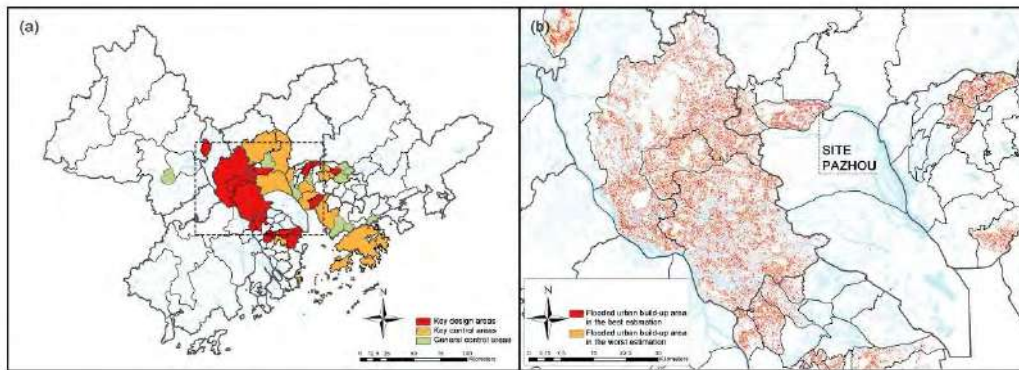 (a)
N
Key design areas
Key control areas
General control areas
Kilometers
(b)
SITE
PAZHOU
N
Flooded urban build-up area
in the best estimation
Flooded urban build-up area
in the worst estimation